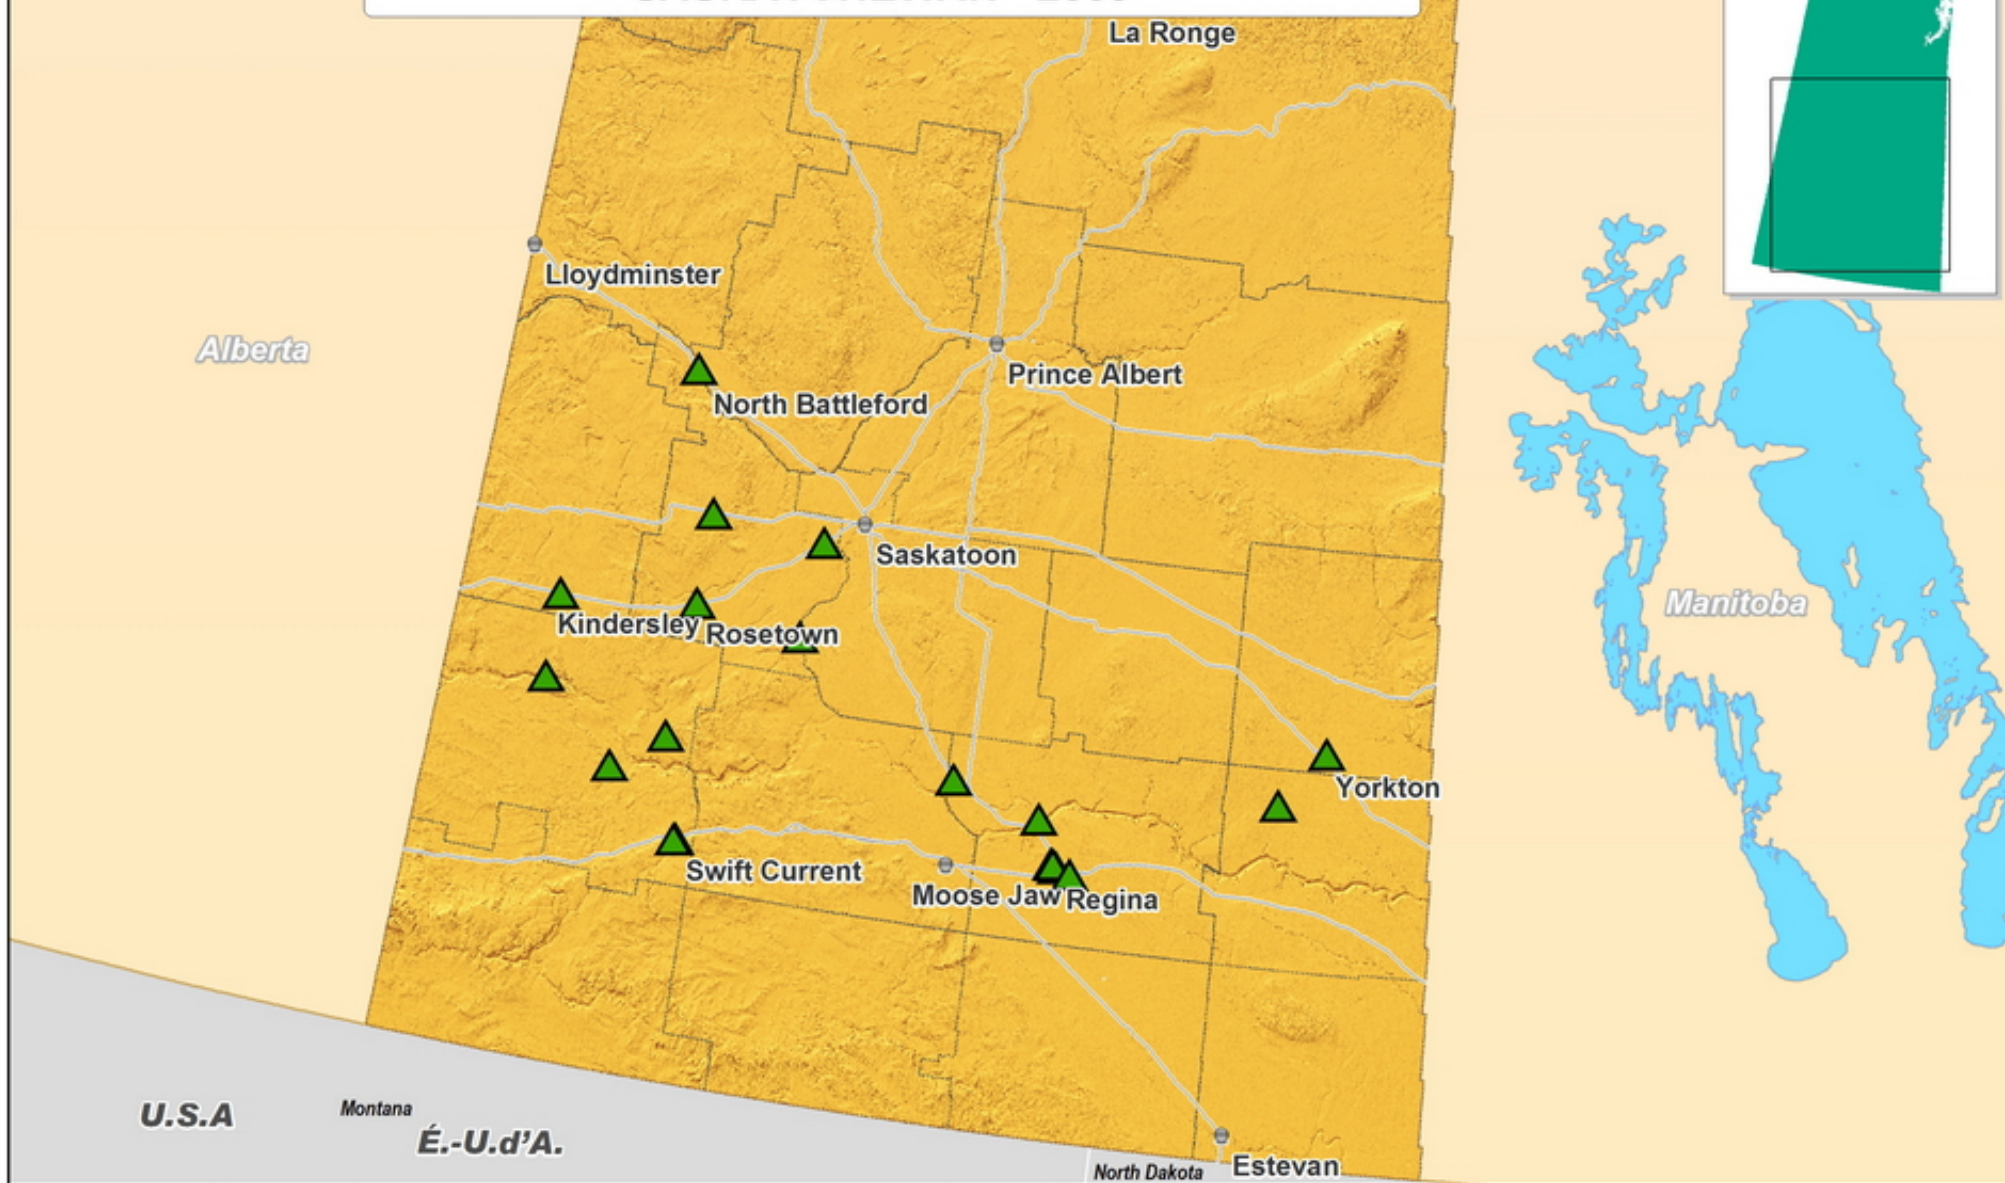 La Ronge
Lloydminster
Alberta
Prince Albert
North Battleford
Saskatoon
Manitoba
Kindersley
Rosetown
Yorkton
Swift Current
Moose Jaw
Regina
Montana
U.S.A
É.-U.d'A.
Estevan
North Dakota